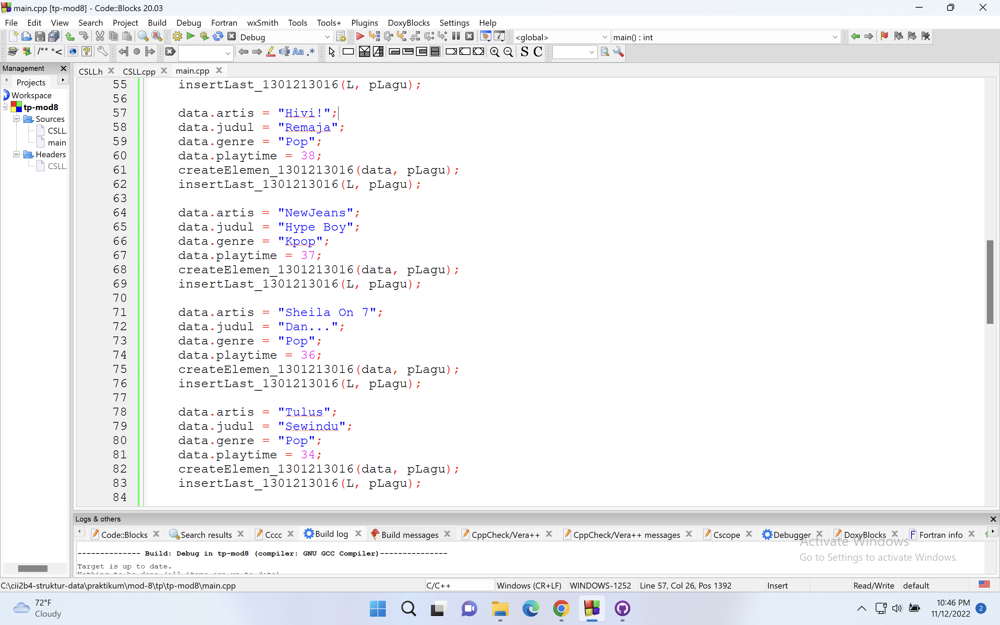 main.cpp [tp-mod8] - Code::Blocks 20.03
File Edit View Search Project Build Debug Fortran wxSmith Tools Tools+ Plugins DoxyBlocks Settings Help
Debug <global> main() : int
/** *< Aa .* S C
Management
Projects
Workspace
tp-mod8
Sources
CSLL.
main
Headers
CSLL.
CSLL.h CSLL.cpp main.cpp
55 insertLast_1301213016(L, pLagu);
56
57 data.artis = "Hivi!";
58 data.judul = "Remaja";
59 data.genre = "Pop";
60 data.playtime = 38;
61 createElemen_1301213016(data, pLagu);
62 insertLast_1301213016(L, pLagu);
63
64 data.artis = "NewJeans";
65 data.judul = "Hype Boy";
66 data.genre = "Kpop";
67 data.playtime = 37;
68 createElemen_1301213016(data, pLagu);
69 insertLast_1301213016(L, pLagu);
70
71 data.artis = "Sheila On 7";
72 data.judul = "Dan...";
73 data.genre = "Pop";
74 data.playtime = 36;
75 createElemen_1301213016(data, pLagu);
76 insertLast_1301213016(L, pLagu);
77
78 data.artis = "Tulus";
79 data.judul = "Sewindu";
80 data.genre = "Pop";
81 data.playtime = 34;
82 createElemen_1301213016(data, pLagu);
83 insertLast_1301213016(L, pLagu);
84
Logs & others
Code::Blocks Search results Cccc Build log Build messages CppCheck/Vera++ CppCheck/Vera++ messages Cscope Debugger DoxyBlocks Fortran info
-------------- Build: Debug in tp-mod8 (compiler: GNU GCC Compiler)---------------
Target is up to date.
Nothing to be done (all items are up-to-date).
Activate Windows
Go to Settings to activate Windows.
C:\cii2b4-struktur-data\praktikum\mod-8\tp\tp-mod8\main.cpp C/C++ Windows (CR+LF) WINDOWS-1252 Line 57, Col 26, Pos 1392 Insert Read/Write default
72°F
Cloudy
10:46 PM
11/12/2022
2